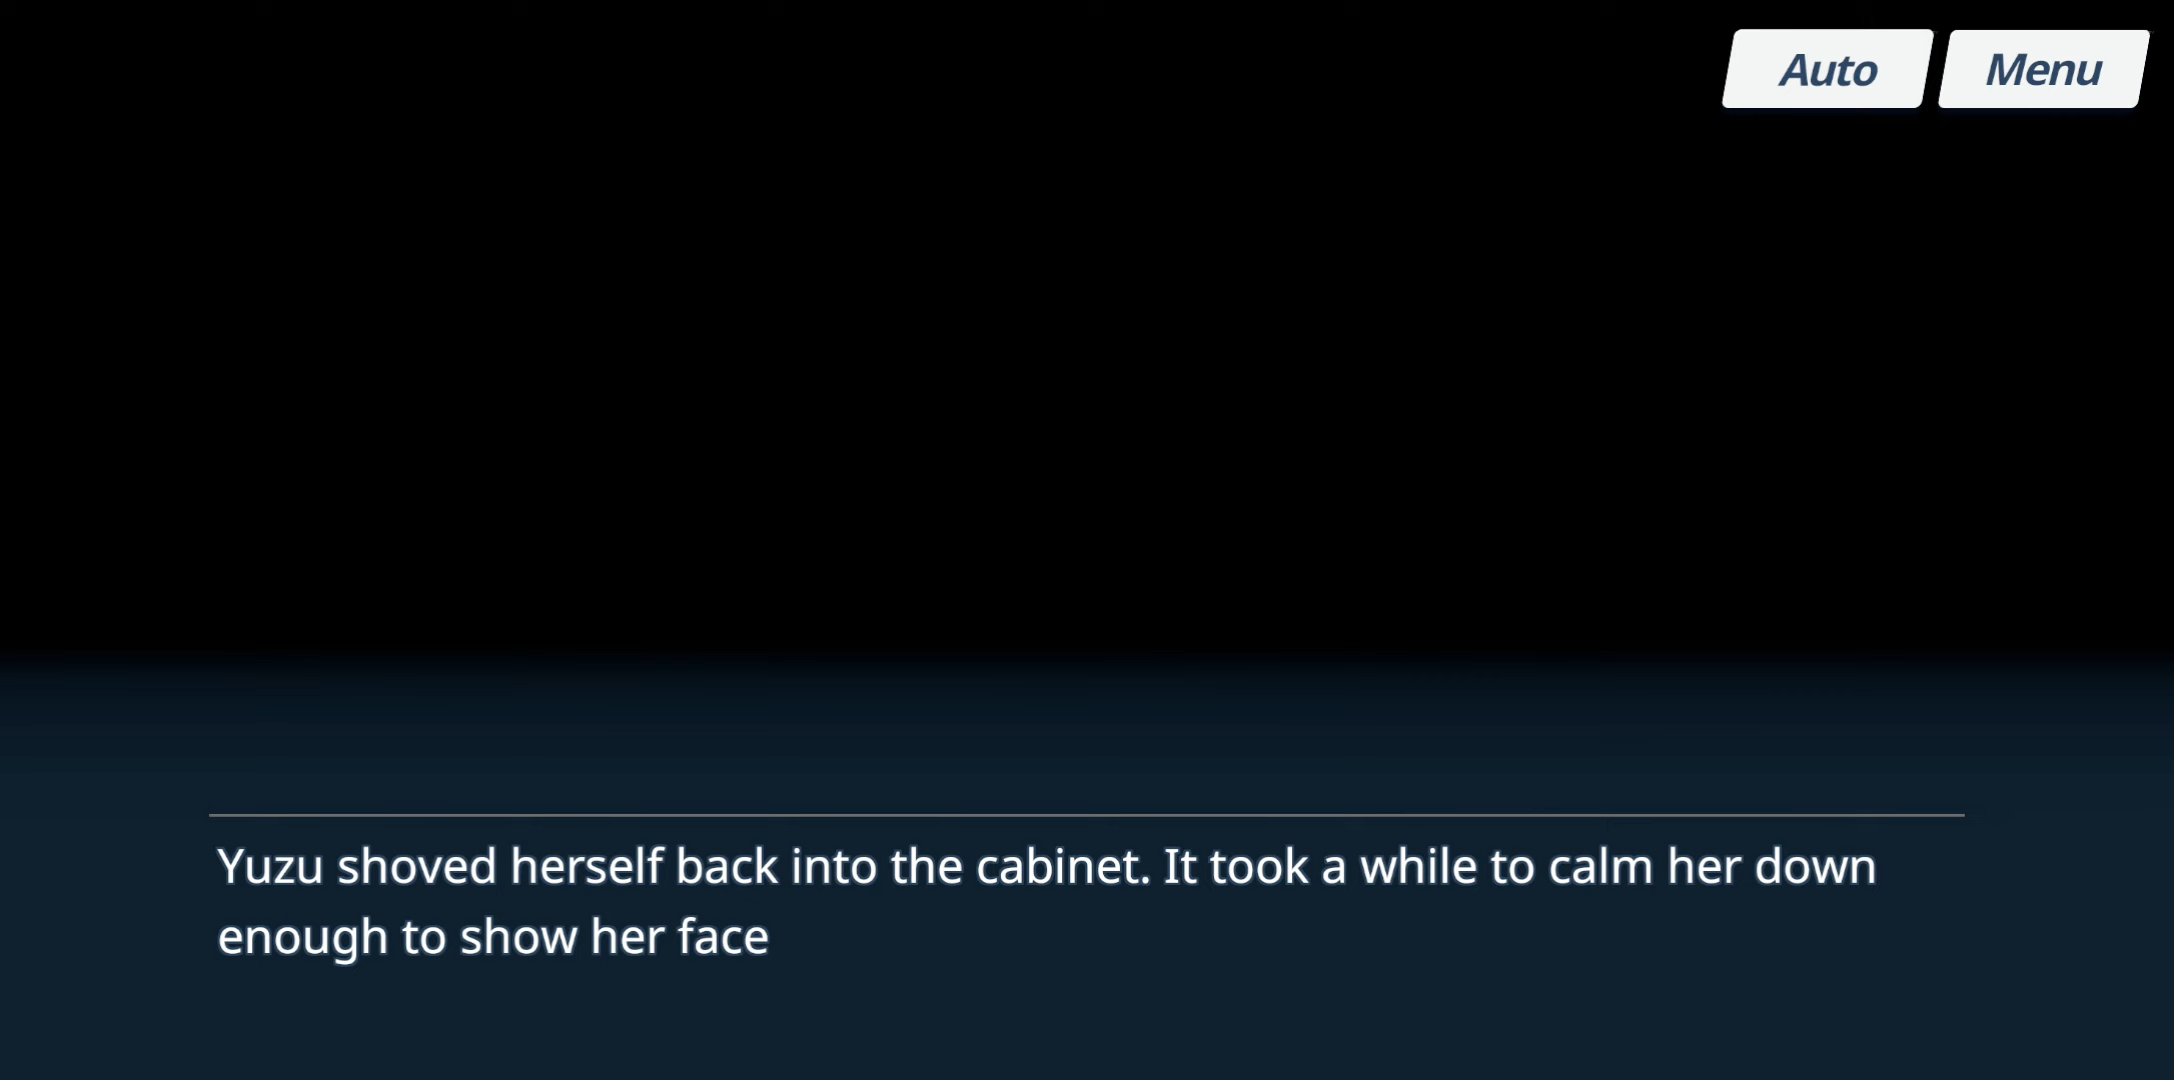 Auto Menu
Yuzu shoved herself back into the cabinet. It took a while to calm her down
enough to show her face